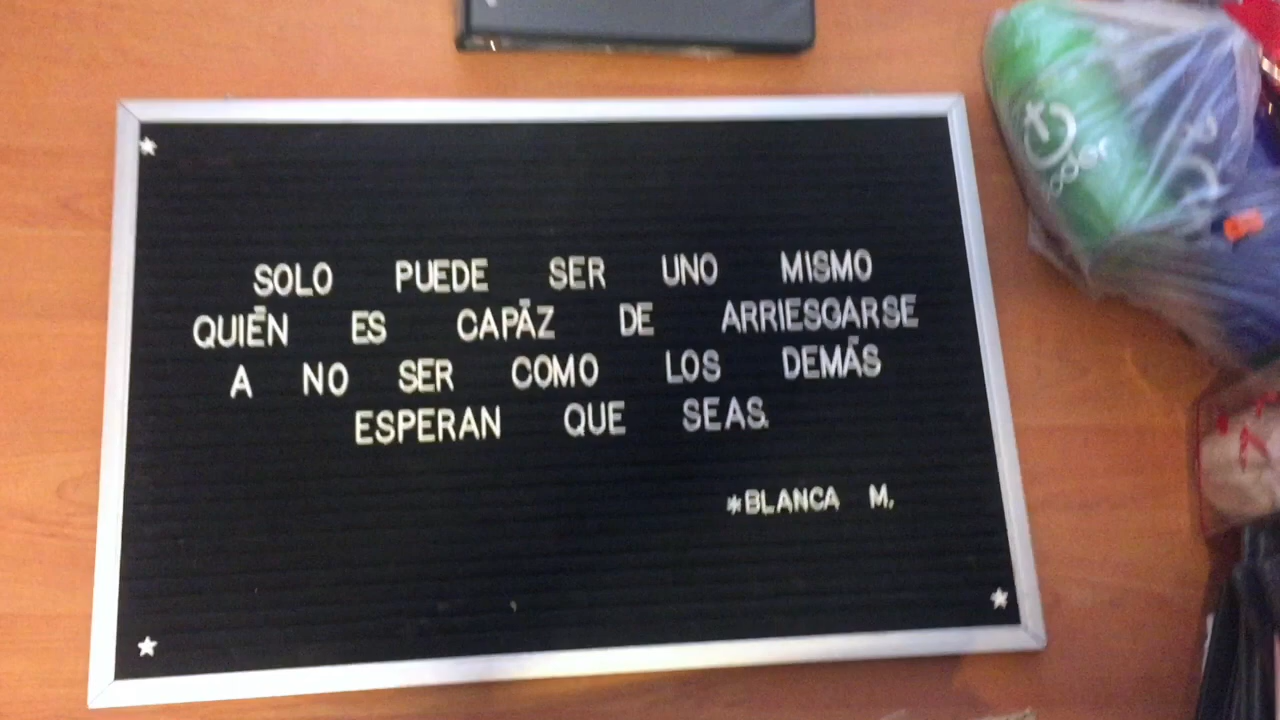 SOLO PUEDE SER UNO MISMO
QUIÉN ES CAPÁZ DE ARRIESGARSE
A NO SER COMO LOS DEMÁS
ESPERAN QUE SEAS.
*BLANCA M.